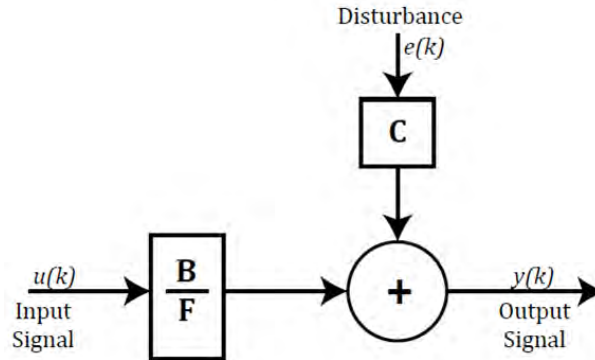 Disturbance
e(k)
C
u(k)
Input
Signal
B
F
+
y(k)
Output
Signal